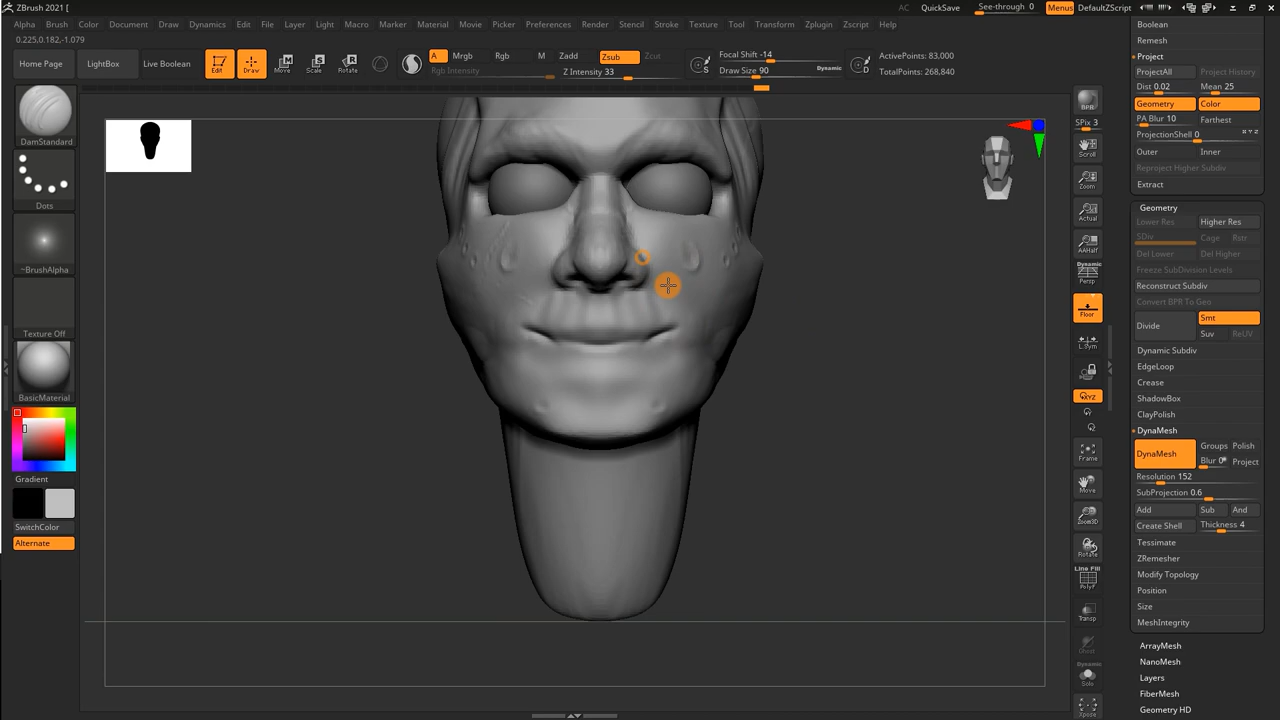 ZBrush 2021 [
AC QuickSave See-through 0 Menus DefaultZScript
Alpha Brush Color Document Draw Dynamics Edit File Layer Light Macro Marker Material Movie Picker Preferences Render Stencil Stroke Texture Tool Transform Zplugin Zscript Help
0.225,0.182,-1.079
Home Page LightBox Live Boolean Edit Draw Move Scale Rotate
A Mrgb Rgb M Zadd Zsub Zcut
Rgb Intensity Z Intensity 33
Focal Shift -14
Draw Size 90 Dynamic
S D
ActivePoints: 83,000
TotalPoints: 268,840
DamStandard
Dots
~BrushAlpha
Texture Off
BasicMaterial
Gradient
SwitchColor
Alternate
BPR
SPix 3
Scroll
Zoom
Actual
AAHalf
Dynamic
Persp
Floor
L.Sym
XYZ
Frame
Move
Zoom3D
Rotate
Line Fill
PolyF
Transp
Ghost
Dynamic
Solo
Xpose
Boolean
Remesh
Project
ProjectAll Project History
Dist 0.02 Mean 25
Geometry Color
PA Blur 10 Farthest
ProjectionShell 0
Outer Inner
Reproject Higher Subdiv
Extract
Geometry
Lower Res Higher Res
SDiv Cage Rstr
Del Lower Del Higher
Freeze SubDivision Levels
Reconstruct Subdiv
Convert BPR To Geo
Divide Smt
Suv ReUV
Dynamic Subdiv
EdgeLoop
Crease
ShadowBox
ClayPolish
DynaMesh
DynaMesh Groups Polish
Blur 0 Project
Resolution 152
SubProjection 0.6
Add Sub And
Create Shell Thickness 4
Tessimate
ZRemesher
Modify Topology
Position
Size
MeshIntegrity
ArrayMesh
NanoMesh
Layers
FiberMesh
Geometry HD